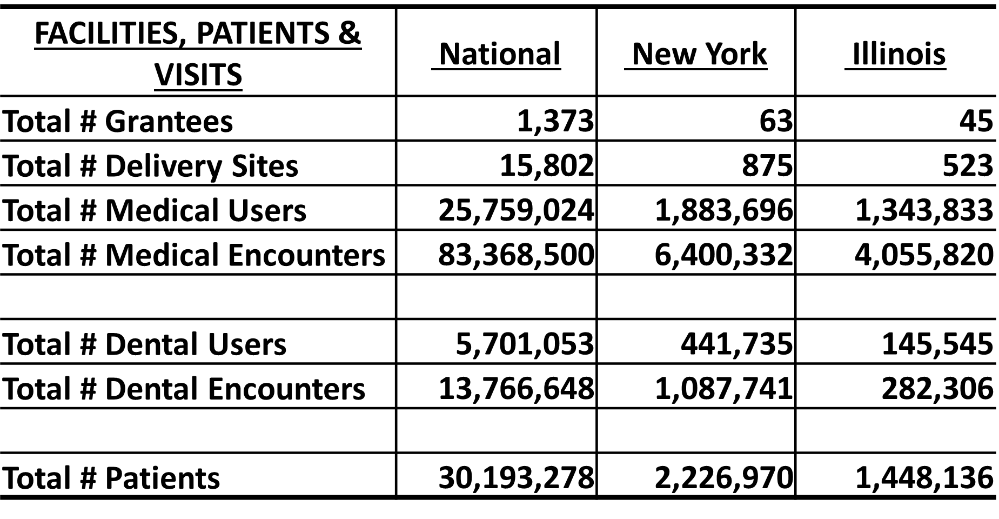 FACILITIES, PATIENTS &
VISITS
National New York Illinois
Total # Grantees 1,373 63 45
Total # Delivery Sites 15,802 875 523
Total # Medical Users 25,759,024 1,883,696 1,343,833
Total # Medical Encounters 83,368,500 6,400,332 4,055,820
Total # Dental Users 5,701,053 441,735 145,545
Total # Dental Encounters 13,766,648 1,087,741 282,306
Total # Patients 30,193,278 2,226,970 1,448,136